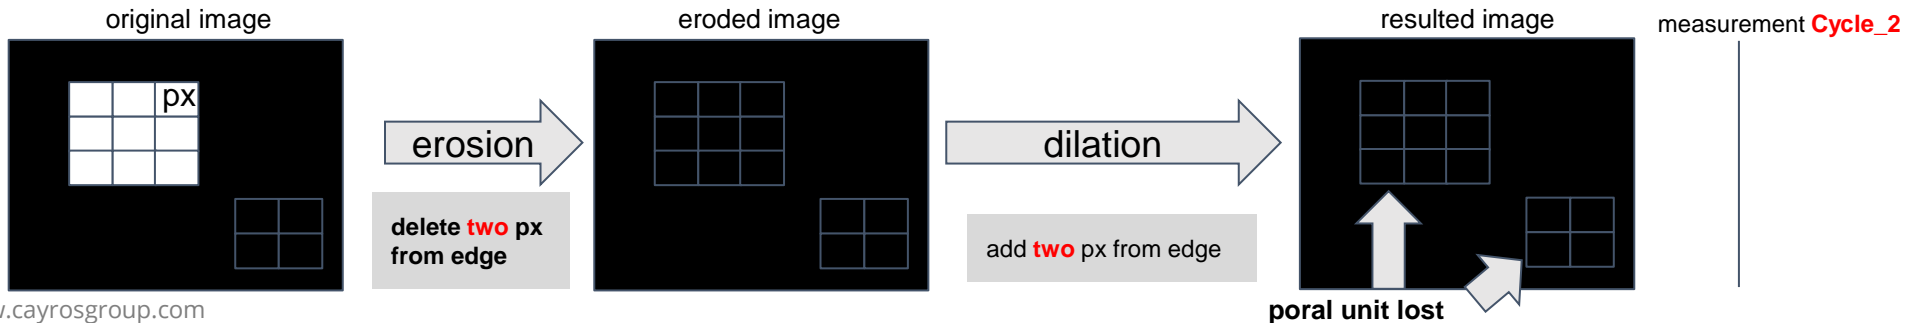 original image
eroded image
resulted image
measurement Cycle_2
px
erosion
dilation
delete two px
from edge
add two px from edge
w.cayrosgroup.com
poral unit lost